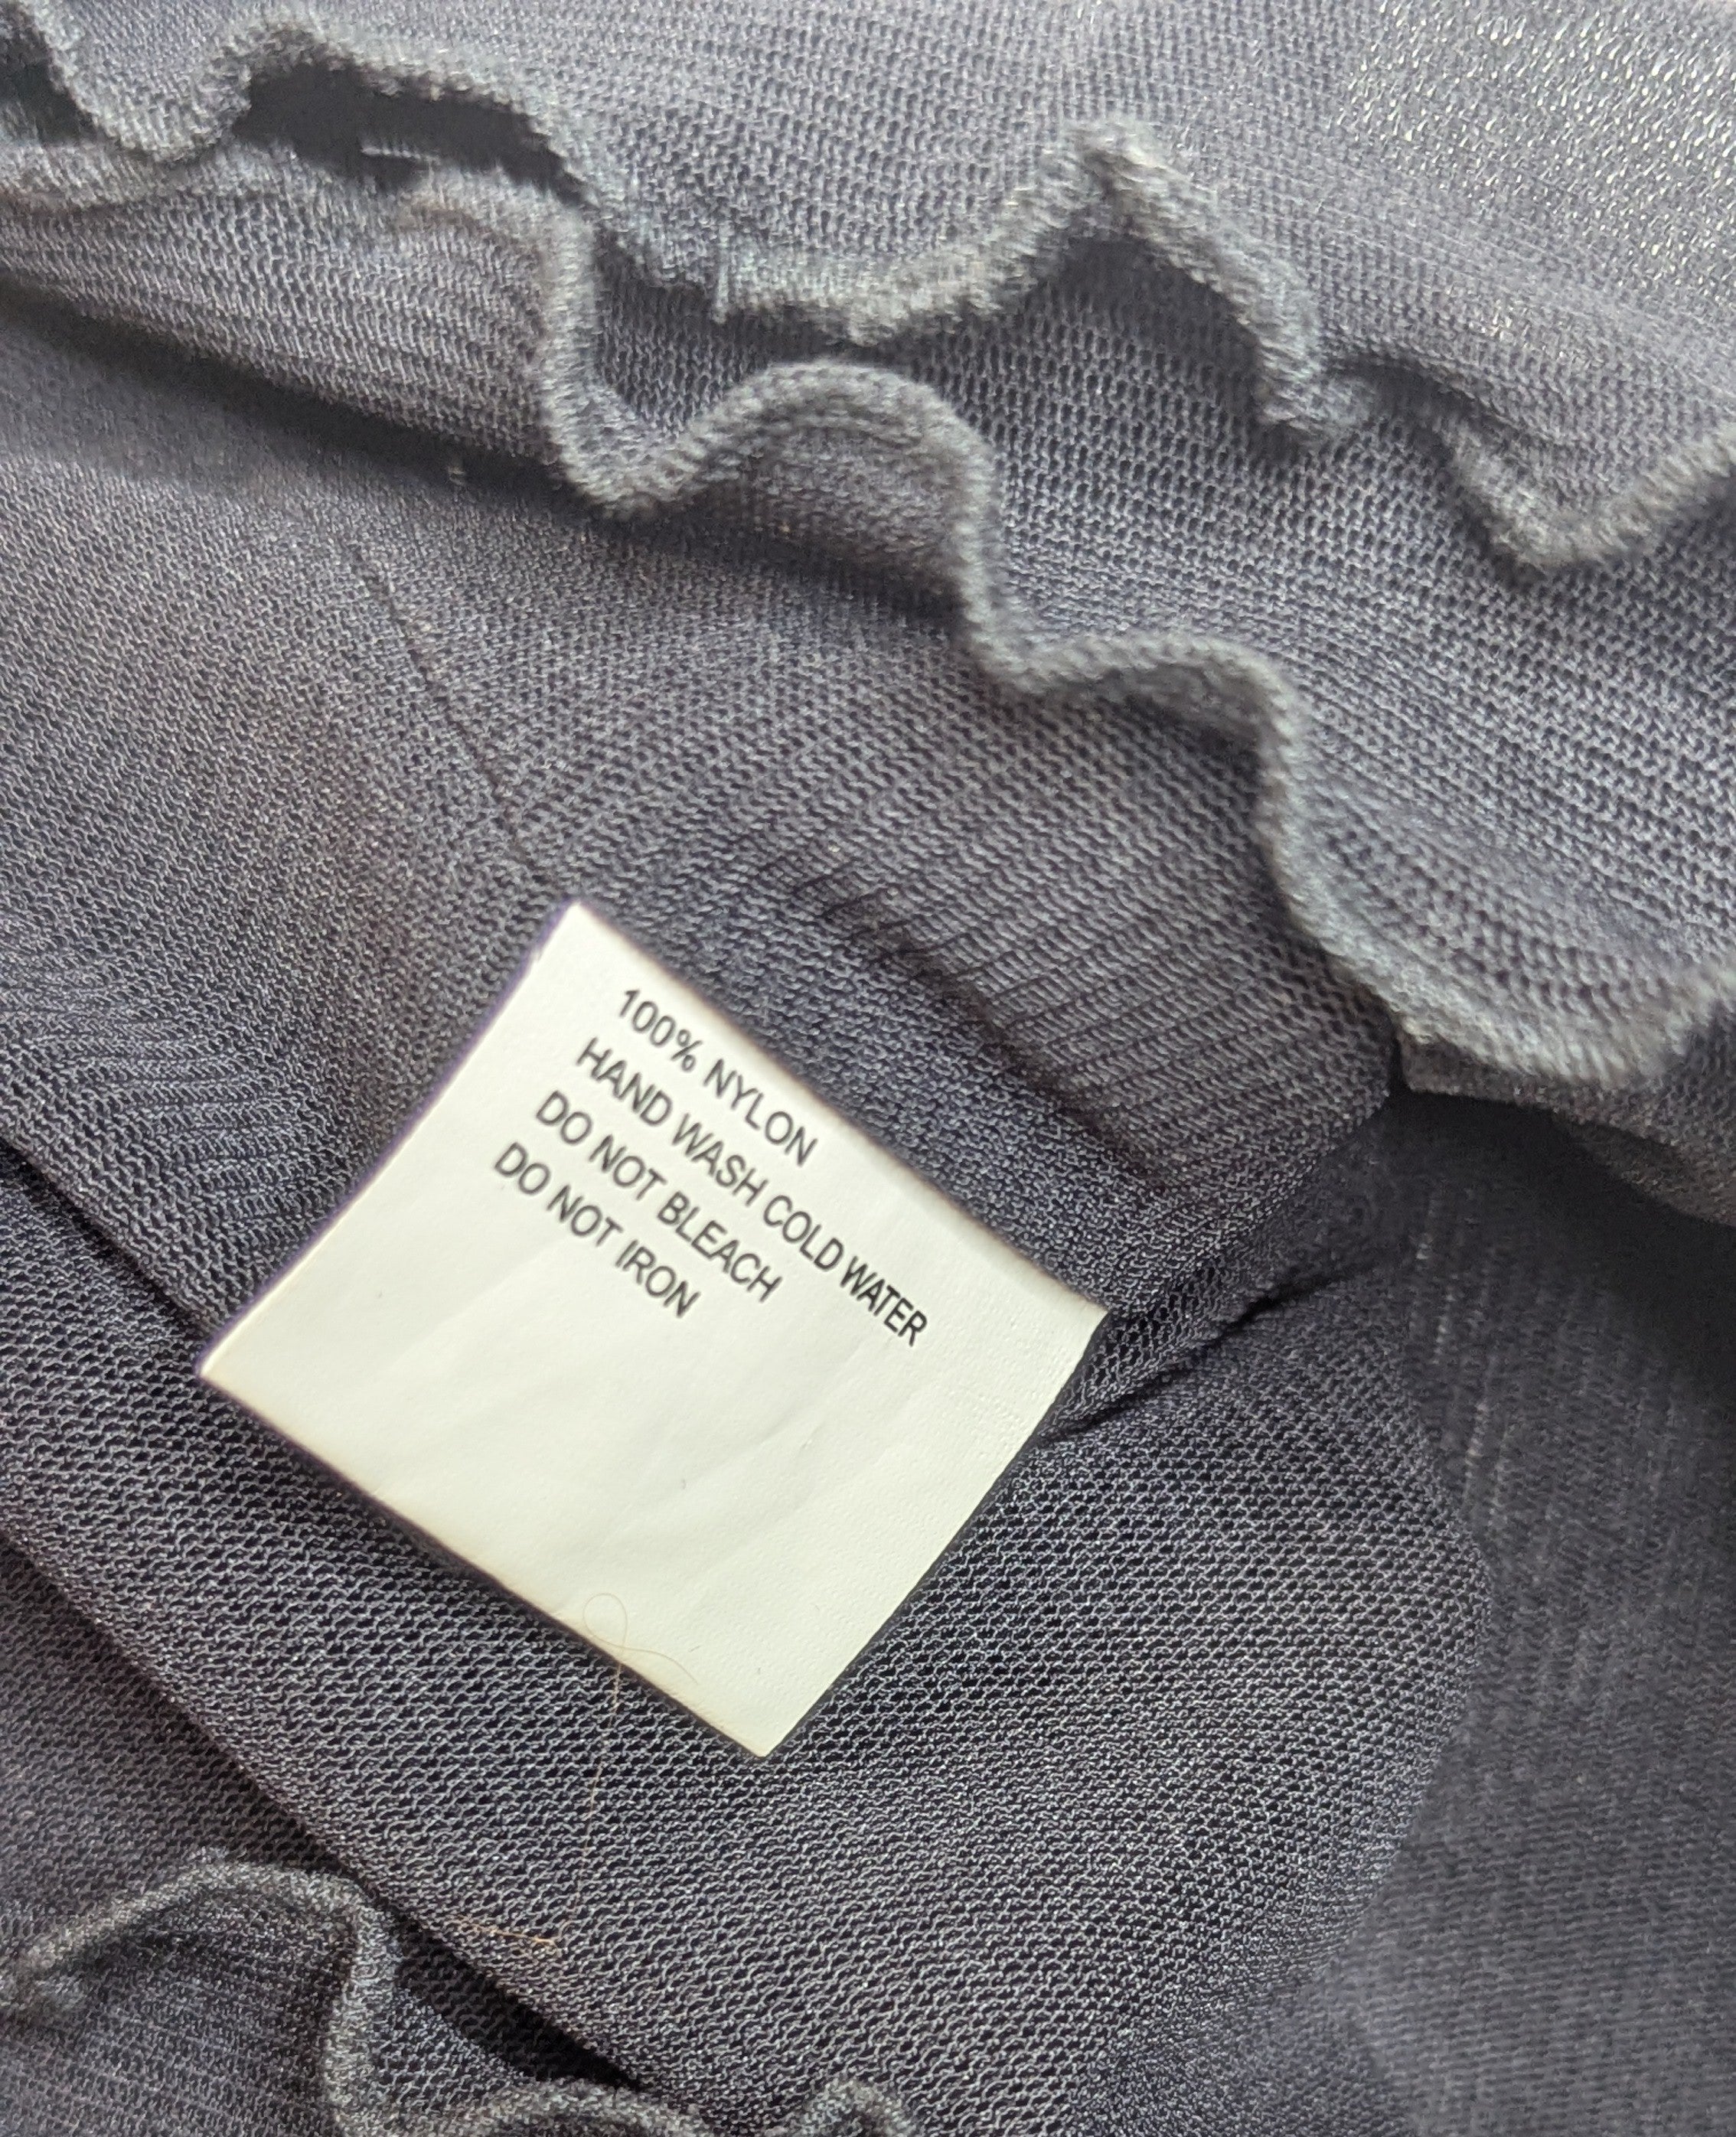 100% NYLON
HAND WASH COLD WATER
DO NOT BLEACH
DO NOT IRON